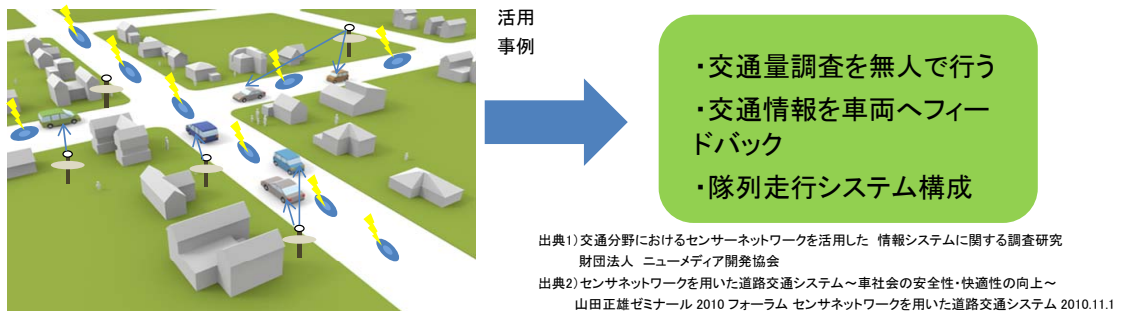 活用
事例
・交通量調査を無人で行う
・交通情報を車両へフィー
ドバック
・隊列走行システム構成
出典1）交通分野におけるセンサーネットワークを活用した 情報システムに関する調査研究
財団法人 ニューメディア開発協会
出典2）センサネットワークを用いた道路交通システム～車社会の安全性・快適性の向上～
山田正雄ゼミナール 2010 フォーラム センサネットワークを用いた道路交通システム 2010.11.1